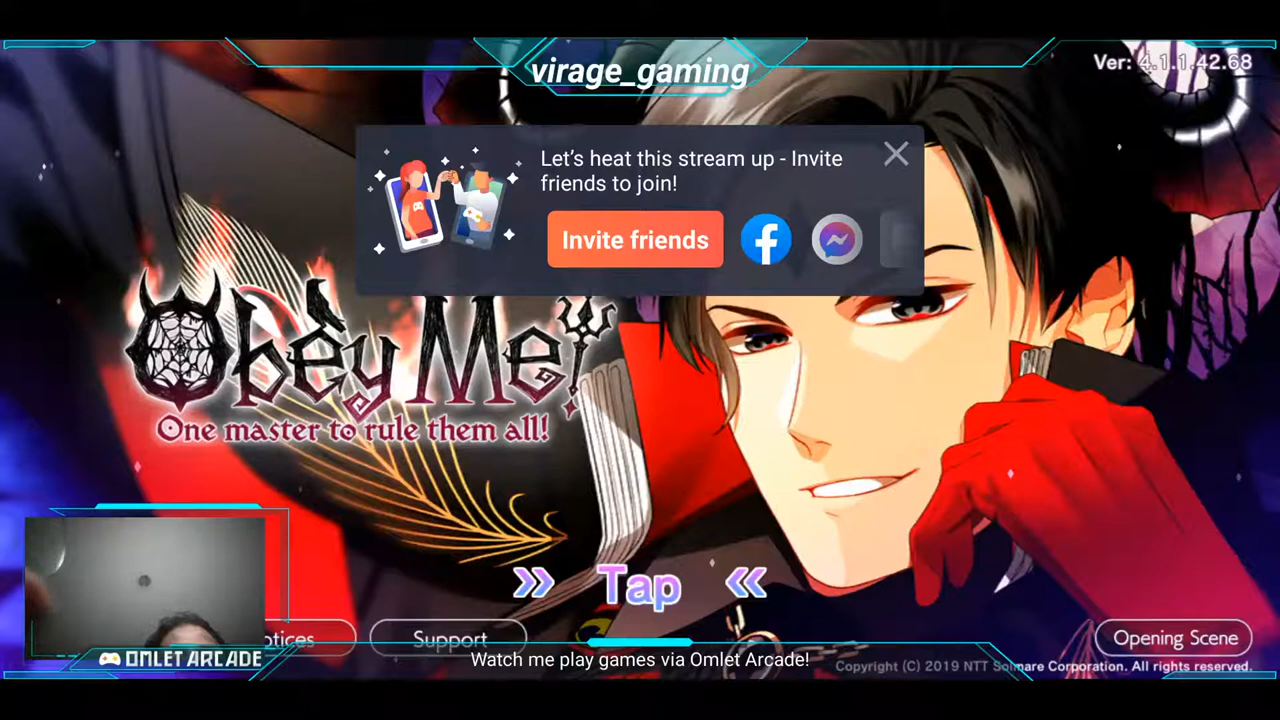 virage_gaming
Ver: 4.1.1.42.68
Let's heat this stream up - Invite
friends to join!
Invite friends
Obey Me!
One master to rule them all!
Tap
Support
Opening Scene
OMLET ARCADE
Watch me play games via Omlet Arcade!
Copyright (C) 2019 NTT Solmare Corporation. All rights reserved.